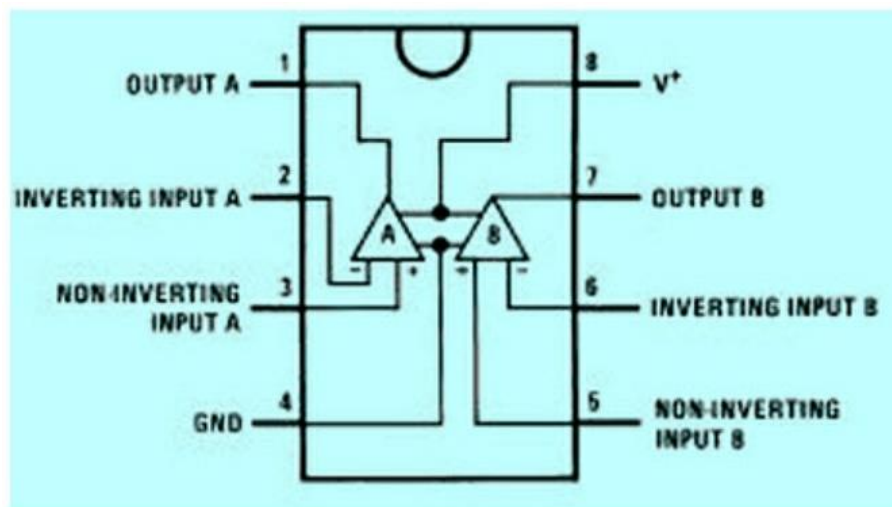 1
OUTPUT A
8
V+
2
INVERTING INPUT A
7
OUTPUT B
A
B
- +
+ -
3
NON-INVERTING
INPUT A
6
INVERTING INPUT B
4
GND
5
NON-INVERTING
INPUT B